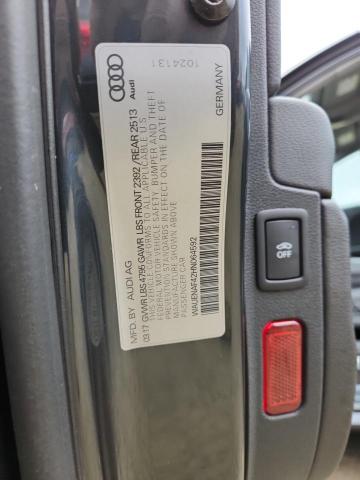 1024131
Audi
GERMANY
MFD. BY AUDI AG
03.17 GVWR LBS 4795 GAWR LBS FRONT 2392 / REAR 2513
THIS VEHICLE CONFORMS TO ALL APPLICABLE U.S.
FEDERAL MOTOR VEHICLE SAFETY, BUMPER AND THEFT
PREVENTION STANDARDS IN EFFECT ON THE DATE
OF MANUFACTURE SHOWN ABOVE.
PASSENGER CAR
WAUENAF42HN064592
OFF